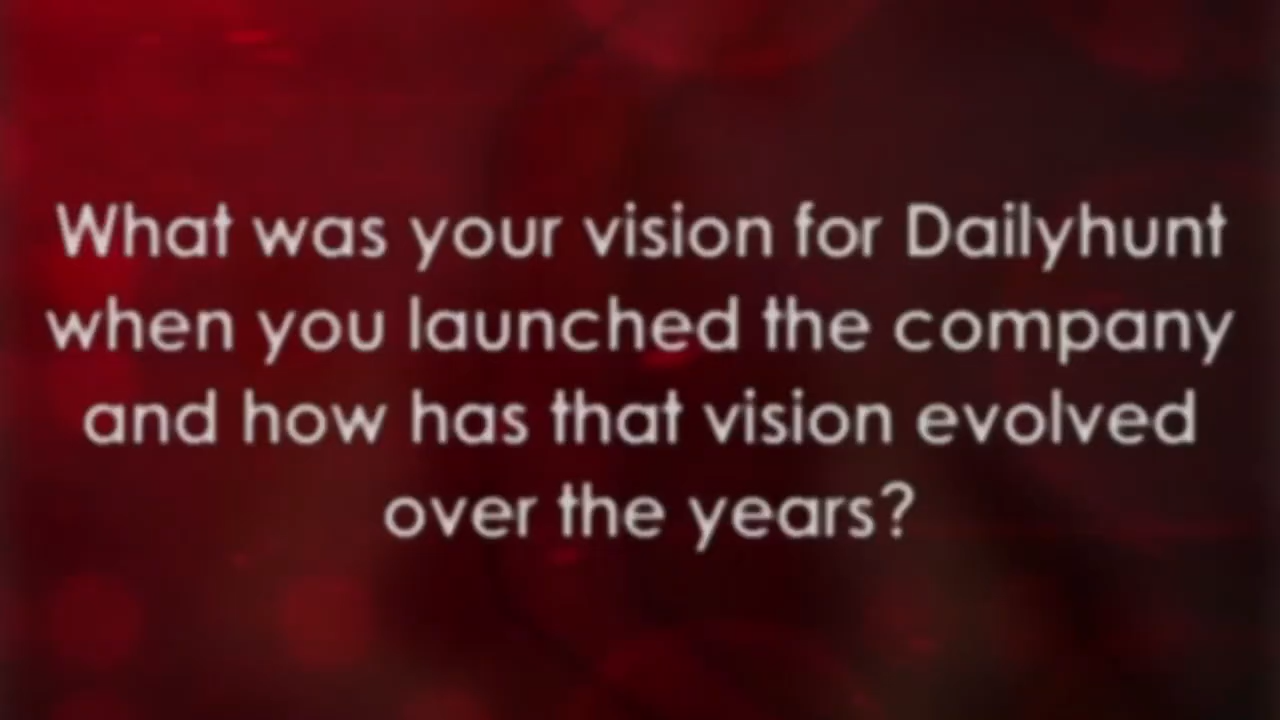 What was your vision for Dailyhunt
when you launched the company
and how has that vision evolved
over the years?